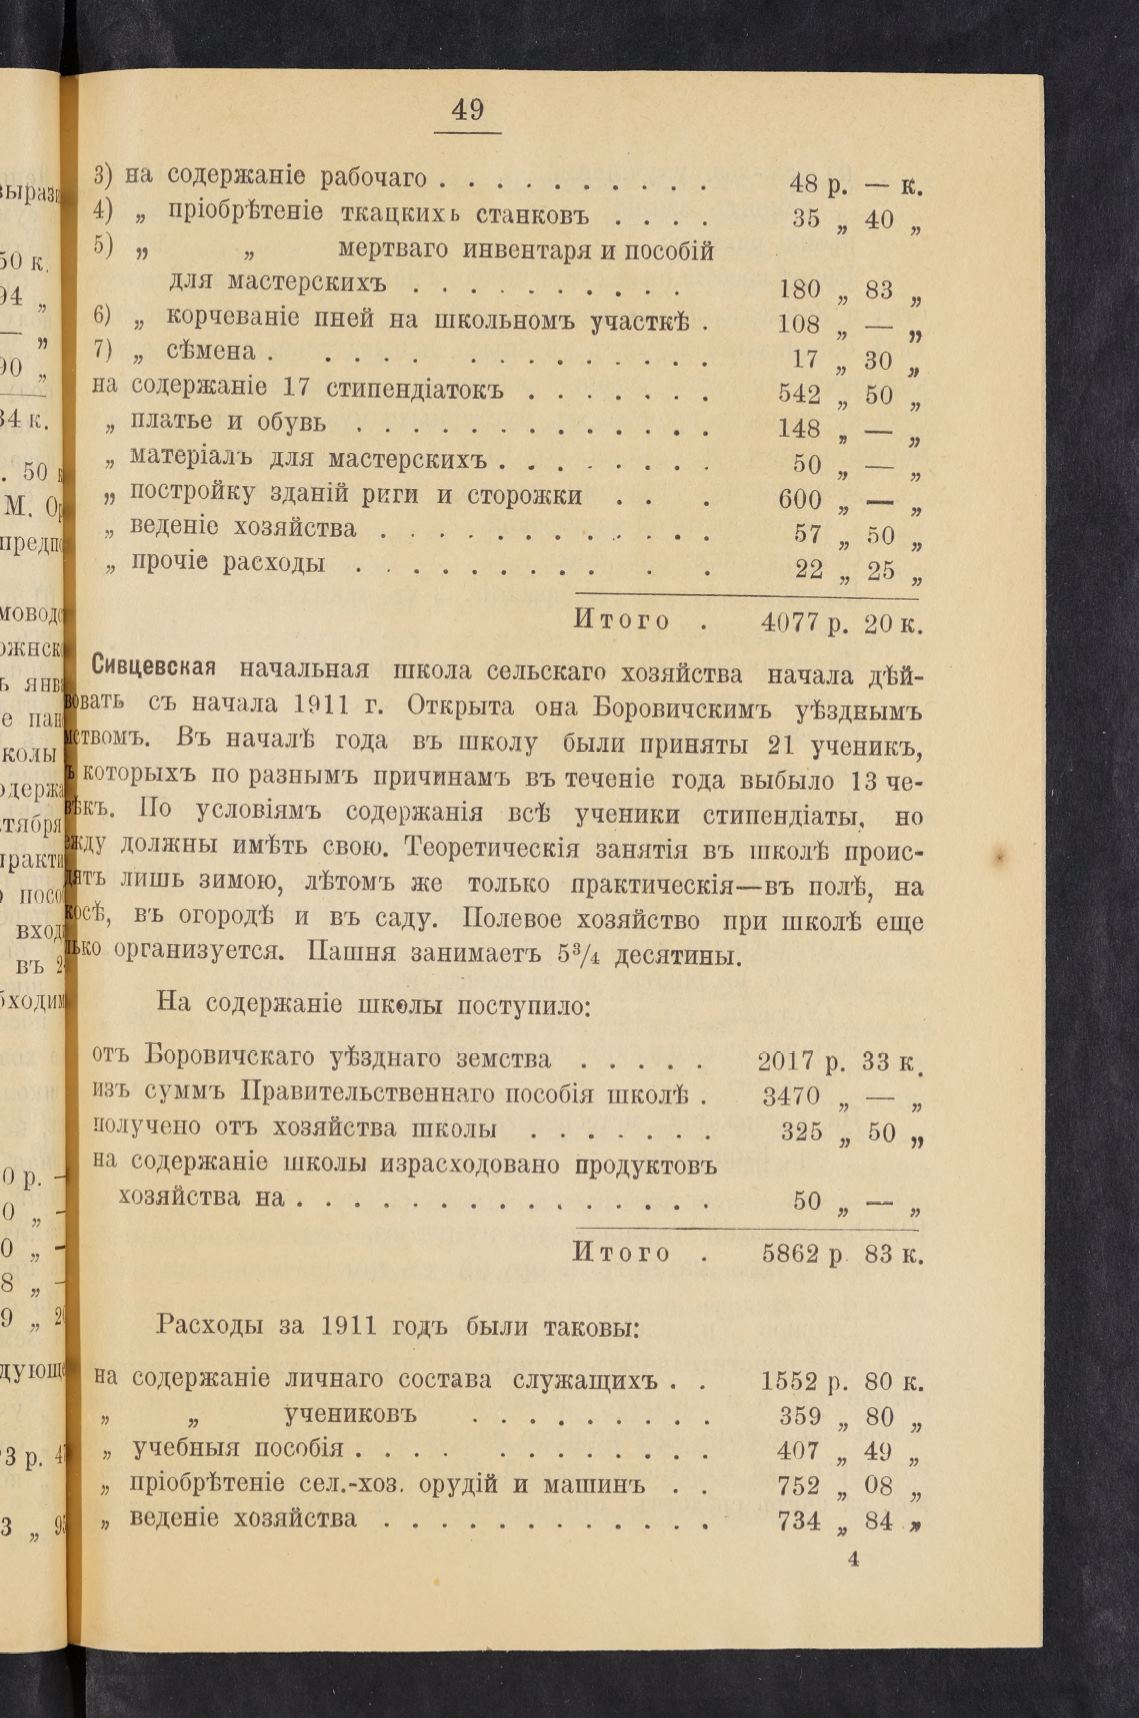 49
3) на содержаніе рабочаго . . . . . . . . . . 48 р. — к.
4) „ пріобрѣтеніе ткацкихъ станковъ . . . . 35 „ 40 „
5) „ „ мертваго инвентаря и пособій
для мастерскихъ . . . . . . . . . . 180 „ 83 „
6) „ корчеваніе пней на школьномъ участкѣ . 108 „ — „
7) „ сѣмена . . . . . . . . . . . . . . 17 „ 30 „
на содержаніе 17 стипендіатокъ . . . . . . . 542 „ 50 „
„ платье и обувь . . . . . . . . . . . . . 148 „ — „
„ матеріалъ для мастерскихъ . . . . . . . . 50 „ — „
„ постройку зданій риги и сторожки . . . 600 „ — „
„ веденіе хозяйства . . . . . . . . . . . . 57 „ 50 „
„ прочіе расходы . . . . . . . . . . . 22 „ 25 „
Итого . 4077 р. 20 к.
Сивцевская начальная школа сельскаго хозяйства начала дѣй-
вовать съ начала 1911 г. Открыта она Боровичскимъ уѣзднымъ
мствомъ. Въ началѣ года въ школу были приняты 21 ученикъ,
которыхъ по разнымъ причинамъ въ теченіе года выбыло 13 че-
вѣкъ. По условіямъ содержанія всѣ ученики стипендіаты, но
ежду должны имѣть свою. Теоретическія занятія въ школѣ проис-
дятъ лишь зимою, лѣтомъ же только практическія—въ полѣ, на
косѣ, въ огородѣ и въ саду. Полевое хозяйство при школѣ еще
лько организуется. Пашня занимаетъ 5³/₄ десятины.
На содержаніе школы поступило:
отъ Боровичскаго уѣзднаго земства . . . . . 2017 р. 33 к.
изъ суммъ Правительственнаго пособія школѣ . 3470 „ — „
получено отъ хозяйства школы . . . . . . . 325 „ 50 „
на содержаніе школы израсходовано продуктовъ
хозяйства на . . . . . . . . . . . . . . . 50 „ — „
Итого . 5862 р 83 к.
Расходы за 1911 годъ были таковы:
на содержаніе личнаго состава служащихъ . . 1552 р. 80 к.
„ „ учениковъ . . . . . . . . . 359 „ 80 „
„ учебныя пособія . . . . . . . . . . . . 407 „ 49 „
„ пріобрѣтеніе сел.-хоз. орудій и машинъ . . 752 „ 08 „
„ веденіе хозяйства . . . . . . . . . . . . 734 „ 84 „
4